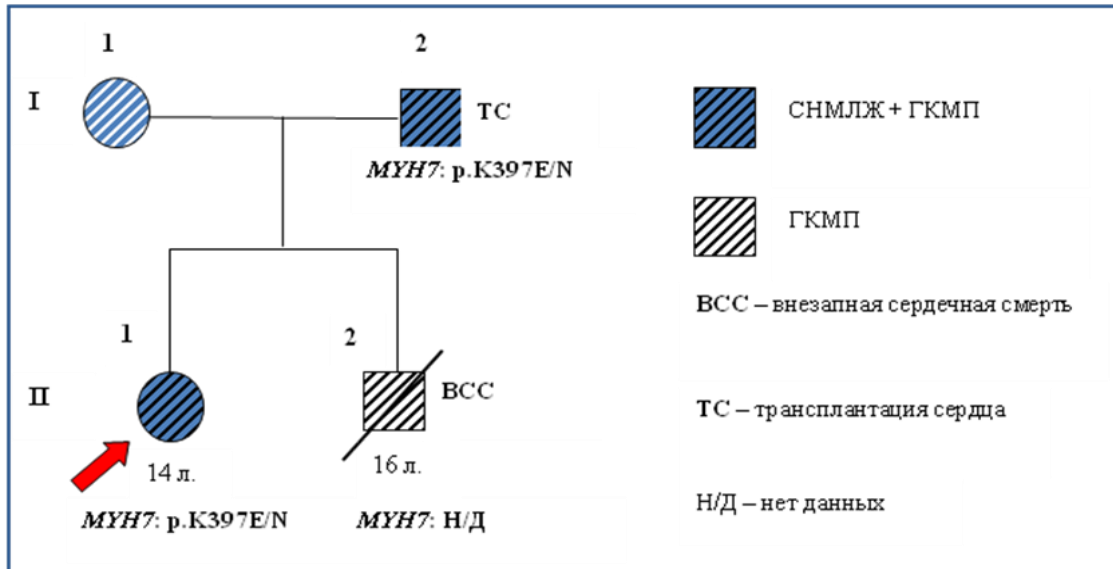 1
2
I
ТС
MYH7: p.K397E/N
СНМЛЖ + ГКМП
ГКМП
ВСС – внезапная сердечная смерть
1
2
II
ВСС
ТС – трансплантация сердца
14 л.
16 л.
Н/Д – нет данных
MYH7: p.K397E/N
MYH7: Н/Д